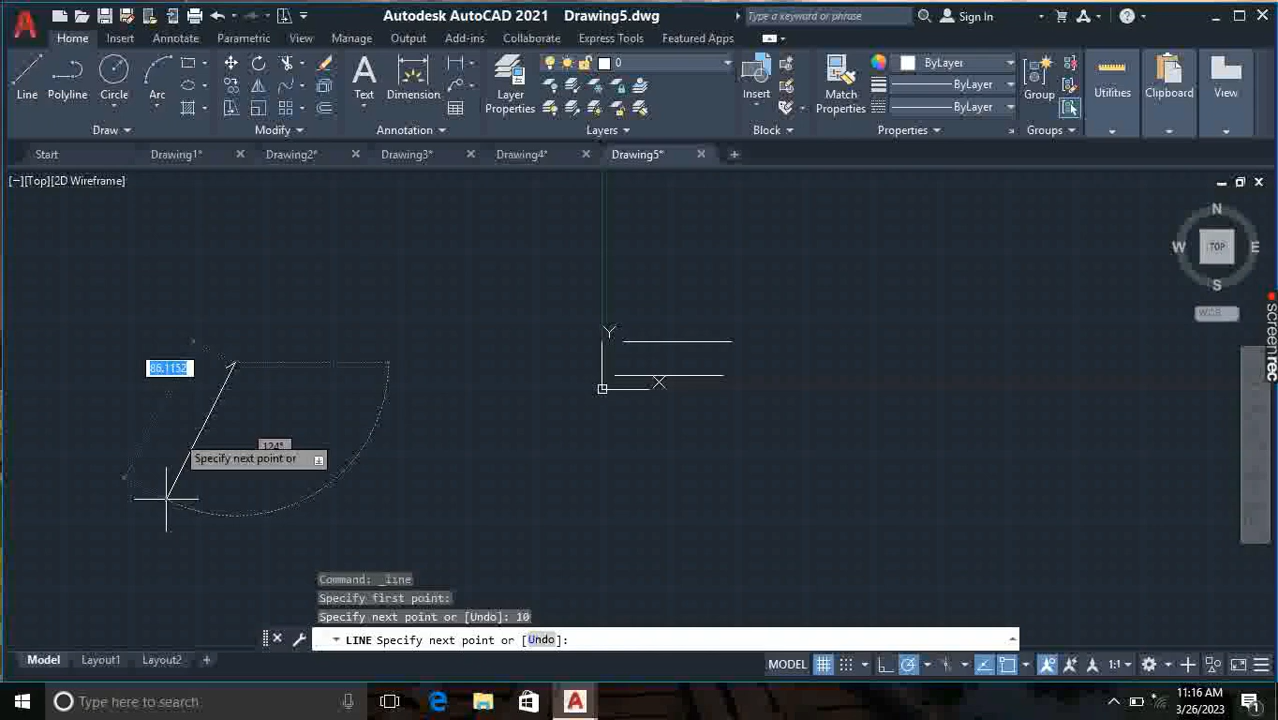 Autodesk AutoCAD 2021 Drawing5.dwg
Type a keyword or phrase
Sign In
Home Insert Annotate Parametric View Manage Output Add-ins Collaborate Express Tools Featured Apps
Line Polyline Circle Arc
Text Dimension
Layer Properties
0
Insert
Match Properties
ByLayer
ByLayer
ByLayer
Group
Utilities
Clipboard
View
Draw Modify Annotation Layers Block Properties Groups
Start Drawing1* Drawing2* Drawing3* Drawing4* Drawing5*
[−][Top][2D Wireframe]
N
W TOP E
S
WCS
screenrec
Y
X
86.1152
124°
Specify next point or
Command: _line
Specify first point:
Specify next point or [Undo]: 10
LINE Specify next point or [Undo]:
Model Layout1 Layout2
MODEL
1:1
Type here to search
11:16 AM
3/26/2023